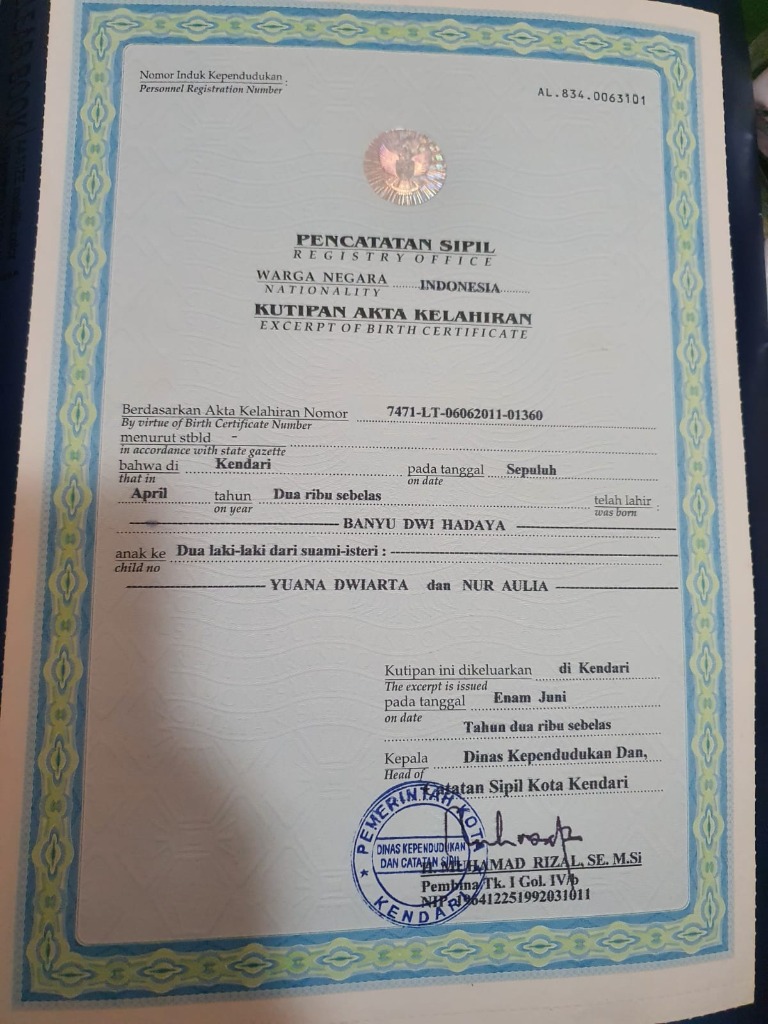 Nomor Induk Kependudukan :
Personnel Registration Number
AL.834.0063101
PENCATATAN SIPIL
REGISTRY OFFICE
WARGA NEGARA INDONESIA
NATIONALITY
KUTIPAN AKTA KELAHIRAN
EXCERPT OF BIRTH CERTIFICATE
Berdasarkan Akta Kelahiran Nomor 7471-LT-06062011-01360
By virtue of Birth Certificate Number
menurut stbld -
in accordance with state gazette
bahwa di Kendari pada tanggal Sepuluh
that in on date
April tahun Dua ribu sebelas telah lahir :
on year was born
BANYU DWI HADAYA
anak ke Dua laki-laki dari suami-isteri :
child no
YUANA DWIARTA dan NUR AULIA
Kutipan ini dikeluarkan di Kendari
The excerpt is issued
pada tanggal Enam Juni
on date
Tahun dua ribu sebelas
Kepala Dinas Kependudukan Dan,
Head of
Catatan Sipil Kota Kendari
PEMERINTAH KOTA
DINAS KEPENDUDUKAN
DAN CATATAN SIPIL
KENDARI
H. MUHAMAD RIZAL, SE. M.Si
Pembina Tk. I Gol. IV/b
NIP. 196412251992031011